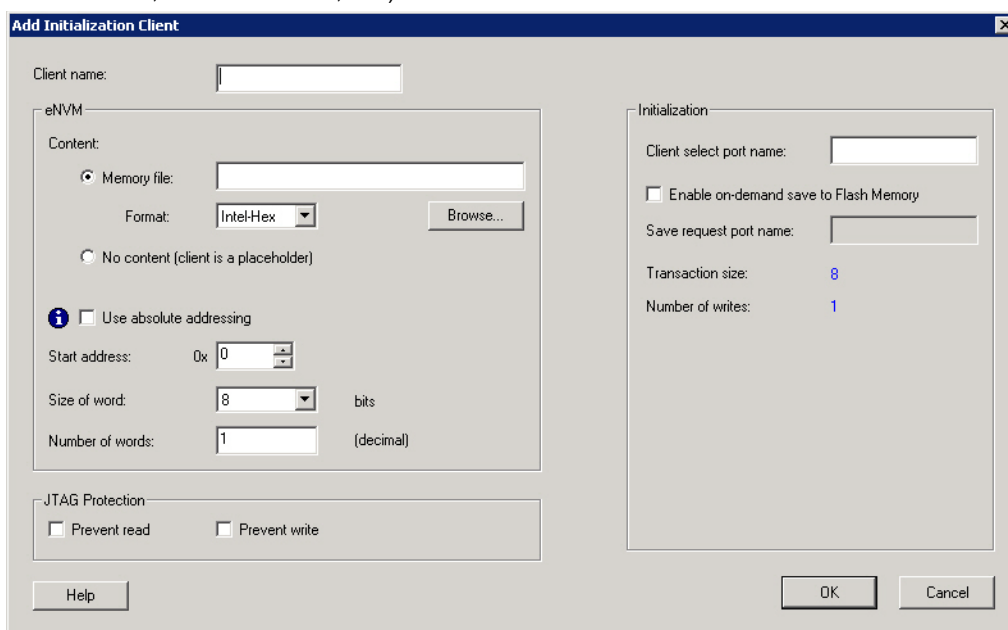 Add Initialization Client
Client name:
eNVM
Content:
Memory file:
Format: Intel-Hex Browse...
No content (client is a placeholder)
Use absolute addressing
Start address: 0x 0
Size of word: 8 bits
Number of words: 1 (decimal)
JTAG Protection
Prevent read Prevent write
Help
Initialization
Client select port name:
Enable on-demand save to Flash Memory
Save request port name:
Transaction size: 8
Number of writes: 1
OK Cancel